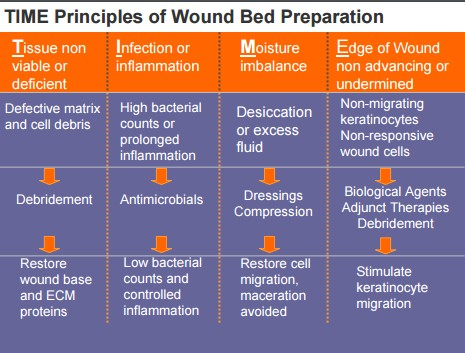 TIME Principles of Wound Bed Preparation
Tissue non
viable or
deficient
Infection or
inflammation
Moisture
imbalance
Edge of Wound
non advancing or
undermined
Defective matrix
and cell debris
High bacterial
counts or
prolonged
inflammation
Desiccation
or excess
fluid
Non-migrating
keratinocytes
Non-responsive
wound cells
Debridement
Antimicrobials
Dressings
Compression
Biological Agents
Adjunct Therapies
Debridement
Restore
wound base
and ECM
proteins
Low bacterial
counts and
controlled
inflammation
Restore cell
migration,
maceration
avoided
Stimulate
keratinocyte
migration